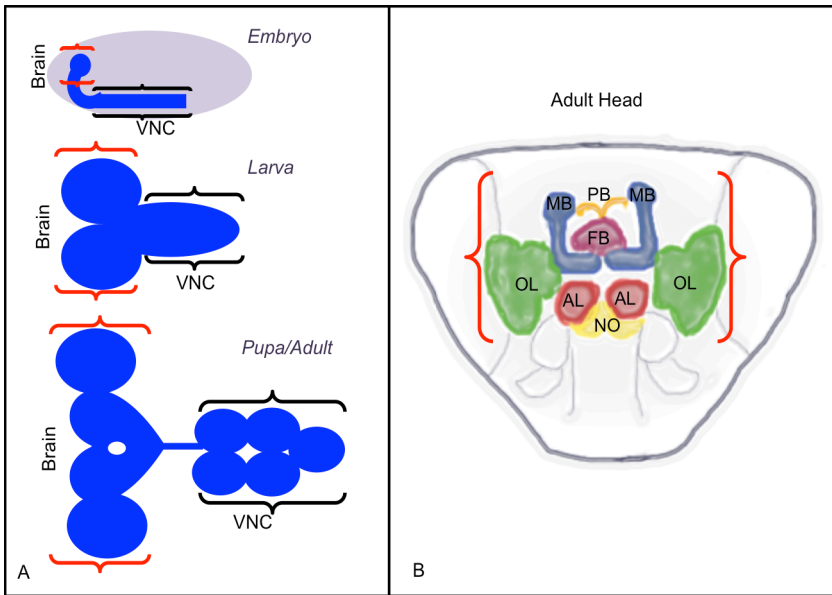 Embryo
Brain
VNC
Larva
Brain
VNC
Pupa/Adult
Brain
VNC
A
Adult Head
MB PB MB
FB
OL OL
AL AL
NO
B